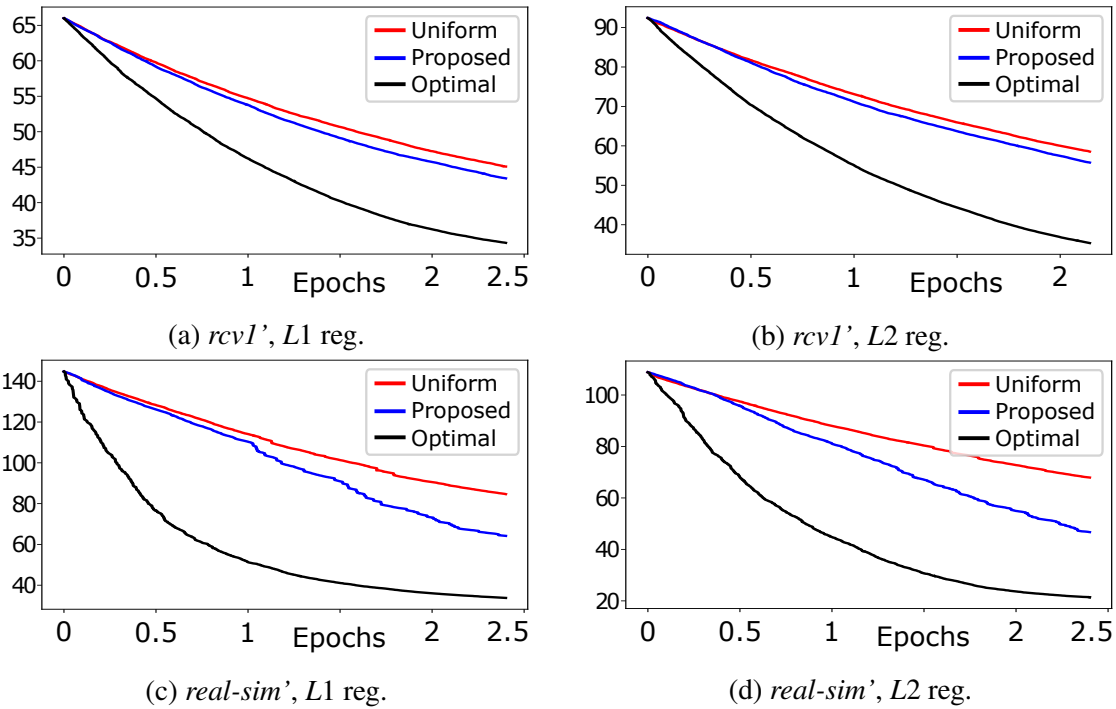 65
60
55
50
45
40
35
0
0.5
1
Epochs
2
2.5
Uniform
Proposed
Optimal
(a) rcv1’, L1 reg.
90
80
70
60
50
40
0
0.5
1
Epochs
2
Uniform
Proposed
Optimal
(b) rcv1’, L2 reg.
140
120
100
80
60
40
0
0.5
1
Epochs
2
2.5
Uniform
Proposed
Optimal
(c) real-sim’, L1 reg.
100
80
60
40
20
0
0.5
1
Epochs
2
2.5
Uniform
Proposed
Optimal
(d) real-sim’, L2 reg.